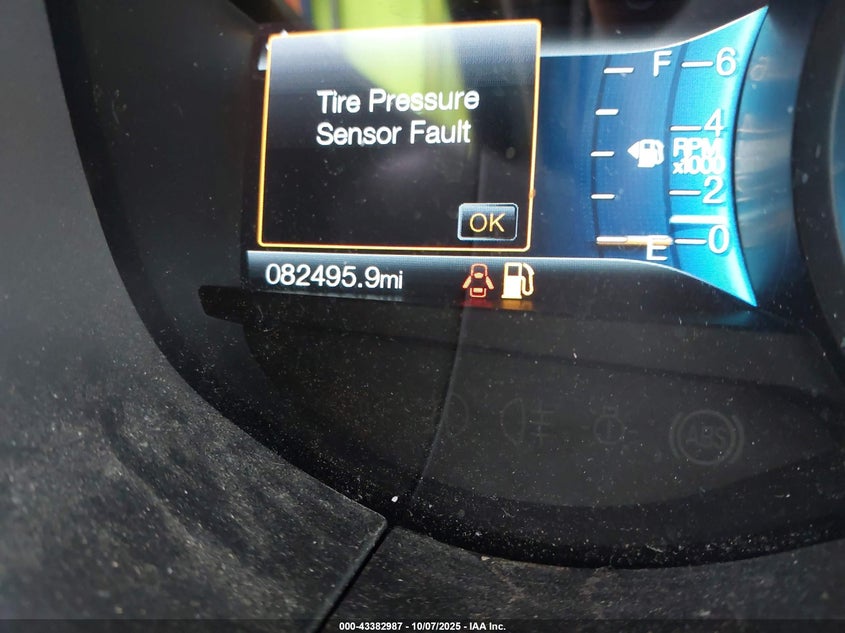 Tire Pressure
Sensor Fault
OK
082495.9mi
F
E
6
4
RPM
x1000
2
0
ABS
000-43382987 - 10/07/2025 - IAA Inc.